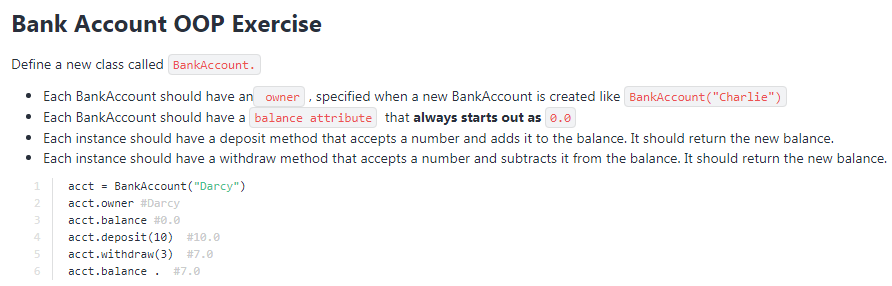 Bank Account OOP Exercise
Define a new class called BankAccount.
• Each BankAccount should have an owner , specified when a new BankAccount is created like BankAccount("Charlie")
• Each BankAccount should have a balance attribute that always starts out as 0.0
• Each instance should have a deposit method that accepts a number and adds it to the balance. It should return the new balance.
• Each instance should have a withdraw method that accepts a number and subtracts it from the balance. It should return the new balance.
1 acct = BankAccount("Darcy")
2 acct.owner #Darcy
3 acct.balance #0.0
4 acct.deposit(10)  #10.0
5 acct.withdraw(3)  #7.0
6 acct.balance .  #7.0